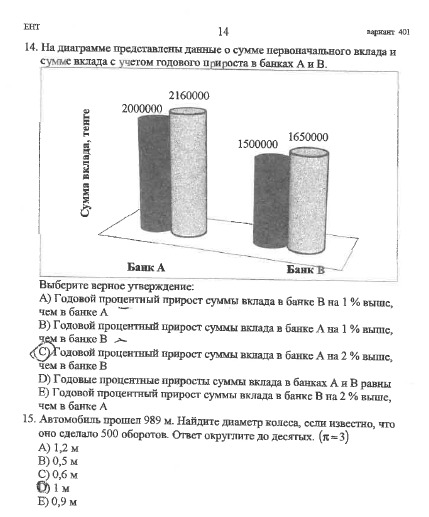 ЕНТ
14
вариант 401
14. На диаграмме представлены данные о сумме первоначального вклада и
сумме вклада с учетом годового прироста в банках А и В.
Сумма вклада, тенге
2000000
2160000
1500000
1650000
Банк А
Банк В
Выберите верное утверждение:
A) Годовой процентный прирост суммы вклада в банке В на 1 % выше,
чем в банке А
B) Годовой процентный прирост суммы вклада в банке А на 1 % выше,
чем в банке В
C) Годовой процентный прирост суммы вклада в банке А на 2 % выше,
чем в банке В
D) Годовые процентные приросты суммы вклада в банках А и В равны
E) Годовой процентный прирост суммы вклада в банке В на 2 % выше,
чем в банке А
15. Автомобиль прошел 989 м. Найдите диаметр колеса, если известно, что
оно сделало 500 оборотов. Ответ округлите до десятых. (π≈3)
A) 1,2 м
B) 0,5 м
C) 0,6 м
D) 1 м
E) 0,9 м